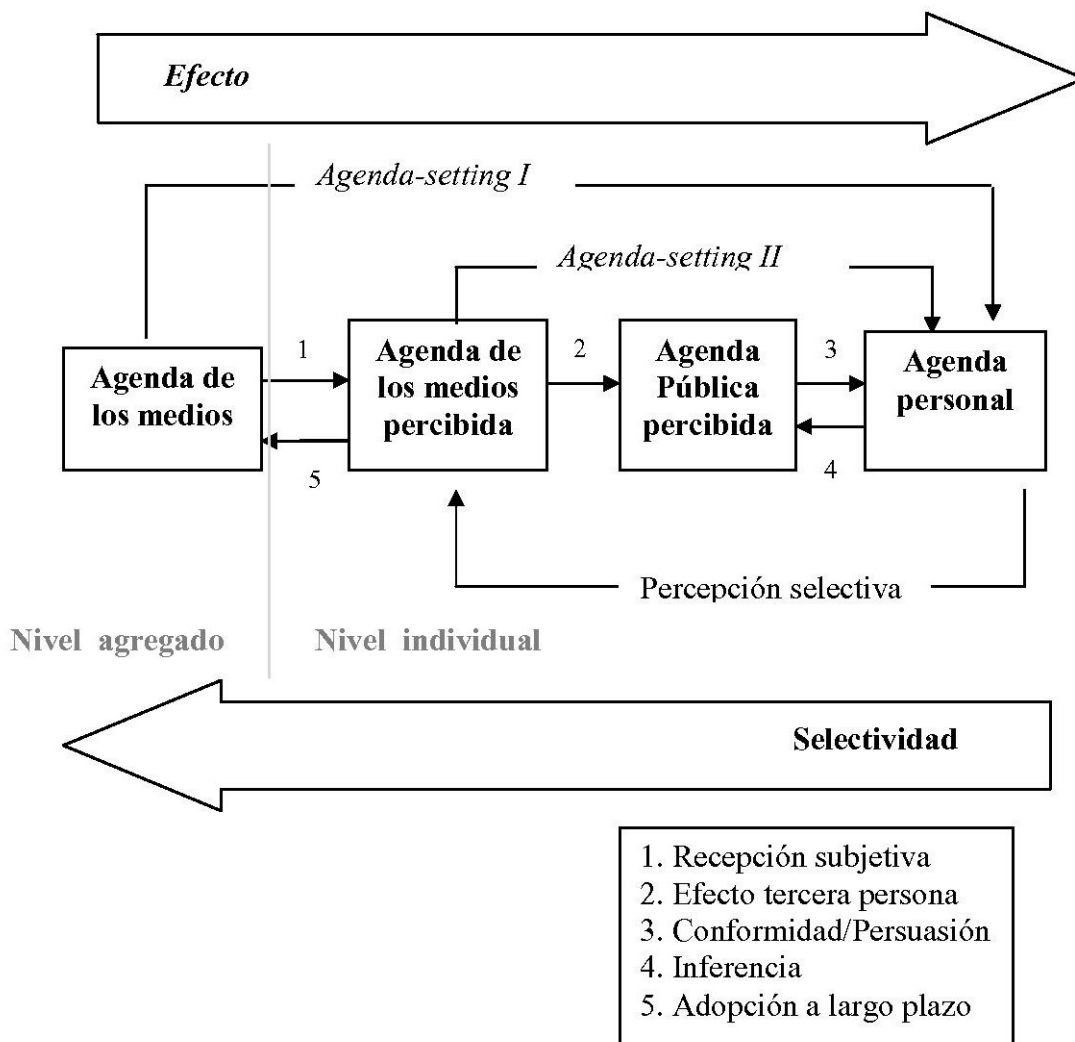 Efecto
Agenda-setting I
Agenda-setting II
Agenda de
los medios
1
5
Agenda de
los medios
percibida
2
Agenda
Pública
percibida
3
4
Agenda
personal
Percepción selectiva
Nivel agregado
Nivel individual
Selectividad
1. Recepción subjetiva
2. Efecto tercera persona
3. Conformidad/Persuasión
4. Inferencia
5. Adopción a largo plazo